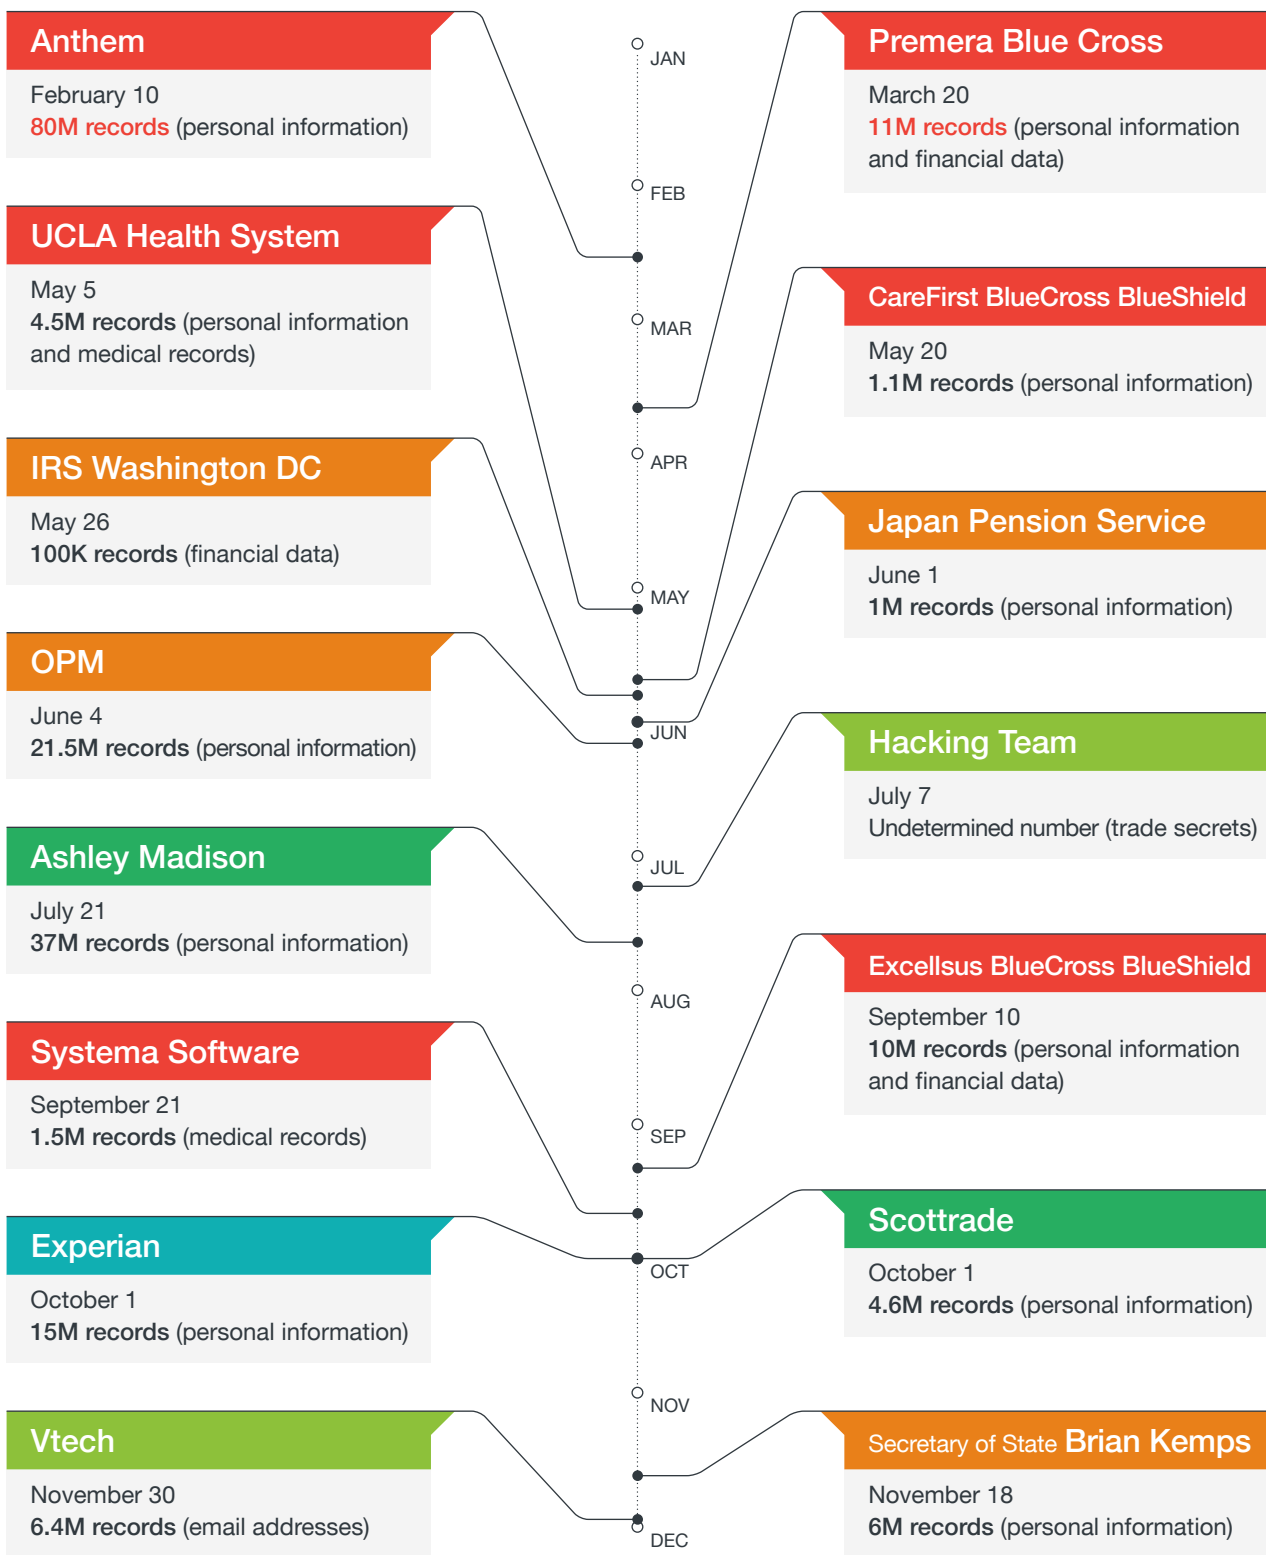 Anthem
February 10
80M records (personal information)
UCLA Health System
May 5
4.5M records (personal information
and medical records)
IRS Washington DC
May 26
100K records (financial data)
OPM
June 4
21.5M records (personal information)
Ashley Madison
July 21
37M records (personal information)
Systema Software
September 21
1.5M records (medical records)
Experian
October 1
15M records (personal information)
Vtech
November 30
6.4M records (email addresses)
JAN
FEB
MAR
APR
MAY
JUN
JUL
AUG
SEP
OCT
NOV
DEC
Premera Blue Cross
March 20
11M records (personal information
and financial data)
CareFirst BlueCross BlueShield
May 20
1.1M records (personal information)
Japan Pension Service
June 1
1M records (personal information)
Hacking Team
July 7
Undetermined number (trade secrets)
Excellsus BlueCross BlueShield
September 10
10M records (personal information
and financial data)
Scottrade
October 1
4.6M records (personal information)
Secretary of State Brian Kemps
November 18
6M records (personal information)